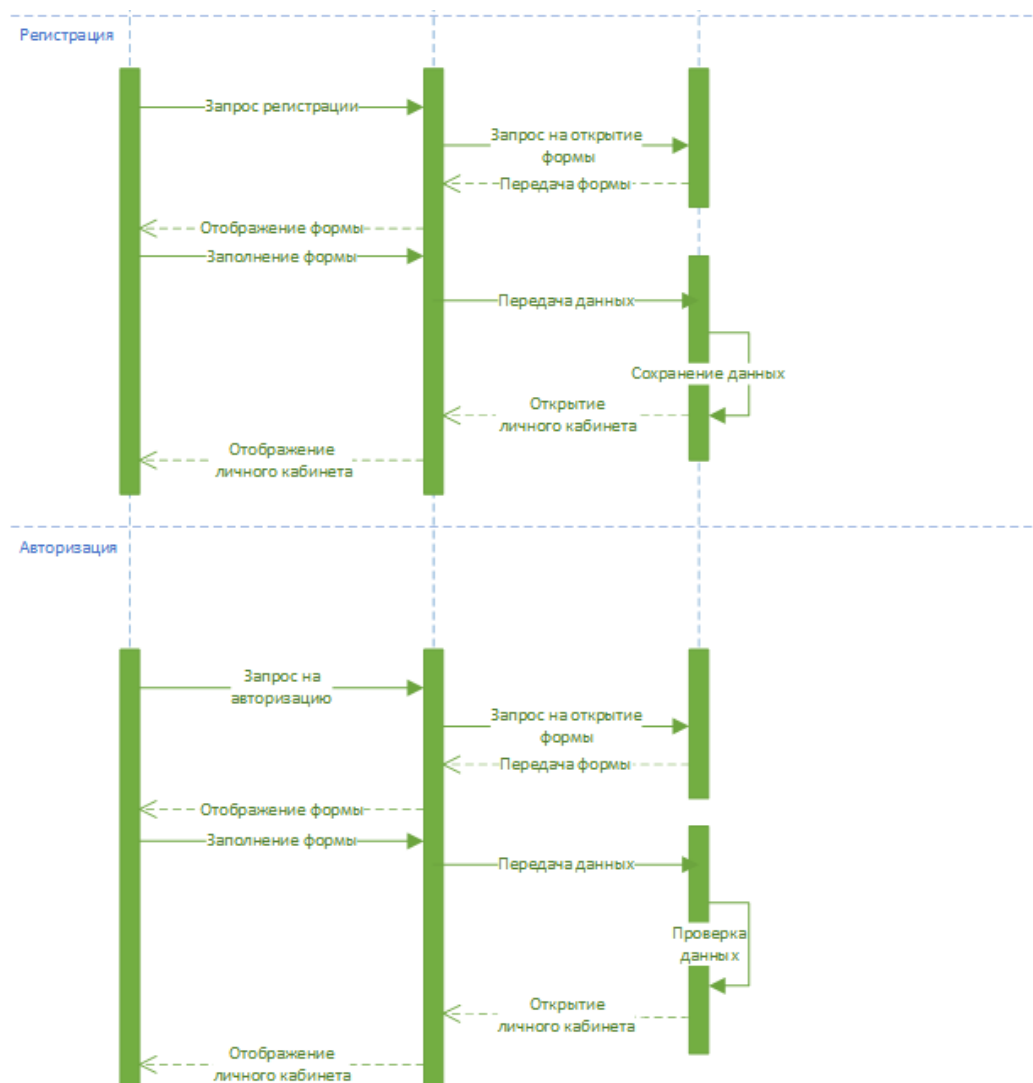 Регистрация
Запрос регистрации
Запрос на открытие
формы
Передача формы
Отображение формы
Заполнение формы
Передача данных
Сохранение данных
Открытие
личного кабинета
Отображение
личного кабинета
Авторизация
Запрос на
авторизацию
Запрос на открытие
формы
Передача формы
Отображение формы
Заполнение формы
Передача данных
Проверка
данных
Открытие
личного кабинета
Отображение
личного кабинета